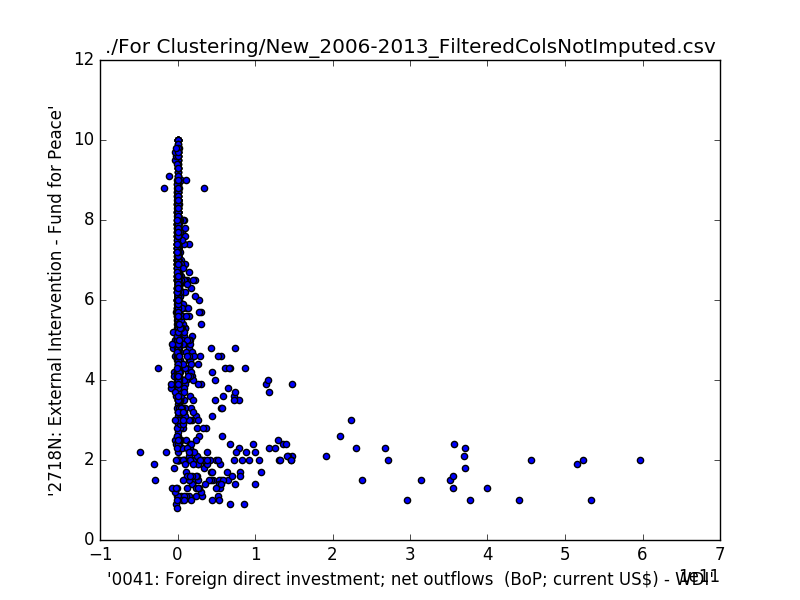 ./For Clustering/New_2006-2013_FilteredColsNotImputed.csv
12
10
8
6
4
2
0
'2718N: External Intervention - Fund for Peace'
−1 0 1 2 3 4 5 6 7
1e11
'0041: Foreign direct investment; net outflows  (BoP; current US$) - WDI'